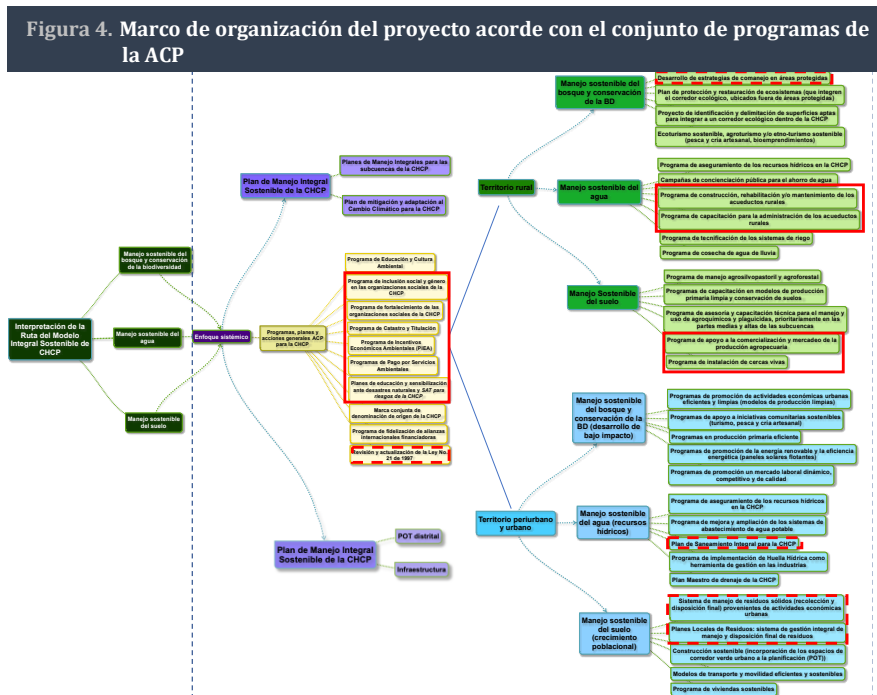 Figura 4. Marco de organización del proyecto acorde con el conjunto de programas de
la ACP
Interpretación de la
Ruta del Modelo
Integral Sostenible de
CHCP
Manejo sostenible del
bosque y conservación
de la biodiversidad
Manejo sostenible del
agua
Manejo sostenible
del suelo
Enfoque sistémico
Plan de Manejo Integral
Sostenible de la CHCP
Planes de Manejo Integrales para las
subcuencas de la CHCP
Plan de mitigación y adaptación al
Cambio Climático para la CHCP
Programas, planes y
acciones generales ACP
para la CHCP
Programa de Educación y Cultura
Ambiental
Programa de inclusión social y género
en las organizaciones sociales de la
CHCP
Programa de fortalecimiento de las
organizaciones sociales de la CHCP
Programa de Catastro y Titulación
Programa de Incentivos
Económicos Ambientales (PIEA)
Programas de Pago por Servicios
Ambientales
Planes de educación y sensibilización
ante desastres naturales y SAT para
riesgos de la CHCP
Marca conjunta de
denominación de origen de la CHCP
Programa de fidelización de alianzas
internacionales financiadoras
Revisión y actualización de la Ley No.
21 de 1997
Plan de Manejo Integral
Sostenible de la CHCP
POT distrital
Infraestructura
Territorio rural
Manejo sostenible del
bosque y conservación
de la BD
Desarrollo de estrategias de comanejo en áreas protegidas
Plan de protección y restauración de ecosistemas (que integren
el corredor ecológico, ubicados fuera de áreas protegidas)
Proyecto de identificación y delimitación de superficies aptas
para integrar a un corredor ecológico dentro de la CHCP
Ecoturismo sostenible, agroturismo y/o etno-turismo sostenible
(pesca y cría artesanal, bioemprendimientos)
Manejo sostenible del
agua
Programa de aseguramiento de los recursos hídricos en la CHCP
Campañas de concienciación pública para el ahorro de agua
Programa de construcción, rehabilitación y/o mantenimiento de los
acueductos rurales
Programa de capacitación para la administración de los acueductos
rurales
Programa de tecnificación de los sistemas de riego
Programa de cosecha de agua de lluvia
Manejo Sostenible
del suelo
Programa de manejo agrosilvopastoril y agroforestal
Programas de capacitación en modelos de producción
primaria limpia y conservación de suelos
Programa de asesoría y capacitación técnica para el manejo y
uso de agroquímicos y plaguicidas, prioritariamente en las
partes medias y altas de las subcuencas
Programa de apoyo a la comercialización y mercadeo de la
producción agropecuaria
Programa de instalación de cercas vivas
Territorio periurbano
y urbano
Manejo sostenible
del bosque y
conservación de la
BD (desarrollo de
bajo impacto)
Programas de promoción de actividades económicas urbanas
eficientes y limpias (modelos de producción limpias)
Programas de apoyo a iniciativas comunitarias sostenibles
(turismo, pesca y cría artesanal)
Programas en producción primaria eficiente
Programas de promoción de la energía renovable y la eficiencia
energética (paneles solares flotantes)
Programas de promoción un mercado laboral dinámico,
competitivo y de calidad
Manejo sostenible
del agua (recursos
hídricos)
Programa de aseguramiento de los recursos hídricos
en la CHCP
Programa de mejora y ampliación de los sistemas de
abastecimiento de agua potable
Plan de Saneamiento Integral para la CHCP
Programa de implementación de Huella Hídrica como
herramienta de gestión en las industrias
Plan Maestro de drenaje de la CHCP
Manejo sostenible
del suelo
(crecimiento
poblacional)
Sistema de manejo de residuos sólidos (recolección y
disposición final) provenientes de actividades económicas
urbanas
Planes Locales de Residuos: sistema de gestión integral de
manejo y disposición final de residuos
Construcción sostenible (incorporación de los espacios de
corredor verde urbano a la planificación (POT))
Modelos de transporte y movilidad eficientes y sostenibles
Programa de viviendas sostenibles